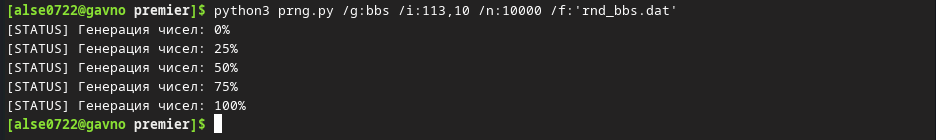 [alse0722@gavno premier]$ python3 prng.py /g:bbs /i:113,10 /n:10000 /f:'rnd_bbs.dat'
[STATUS] Генерация чисел: 0%
[STATUS] Генерация чисел: 25%
[STATUS] Генерация чисел: 50%
[STATUS] Генерация чисел: 75%
[STATUS] Генерация чисел: 100%
[alse0722@gavno premier]$